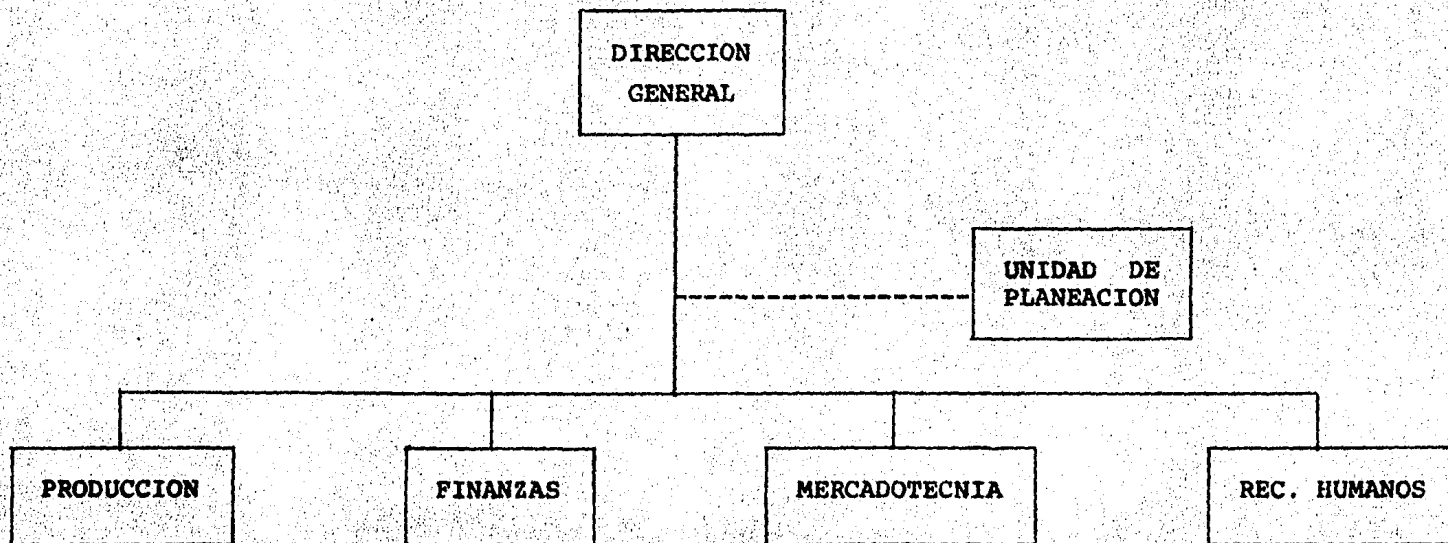 DIRECCION
GENERAL
UNIDAD DE
PLANEACION
PRODUCCION
FINANZAS
MERCADOTECNIA
REC. HUMANOS